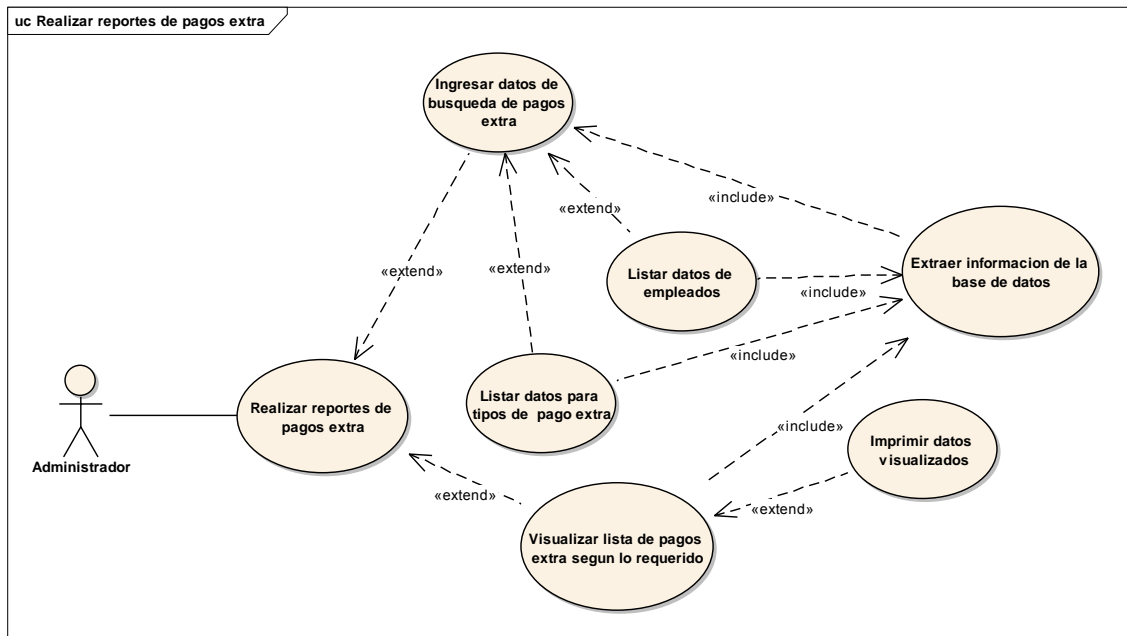 uc Realizar reportes de pagos extra
Ingresar datos de
busqueda de pagos
extra
«include»
«extend»
«extend»
«extend»
Listar datos de
empleados
«include»
Extraer informacion de la
base de datos
«include»
Listar datos para
tipos de pago extra
Realizar reportes de
pagos extra
Administrador
«include»
Imprimir datos
visualizados
«extend»
«extend»
Visualizar lista de pagos
extra segun lo requerido